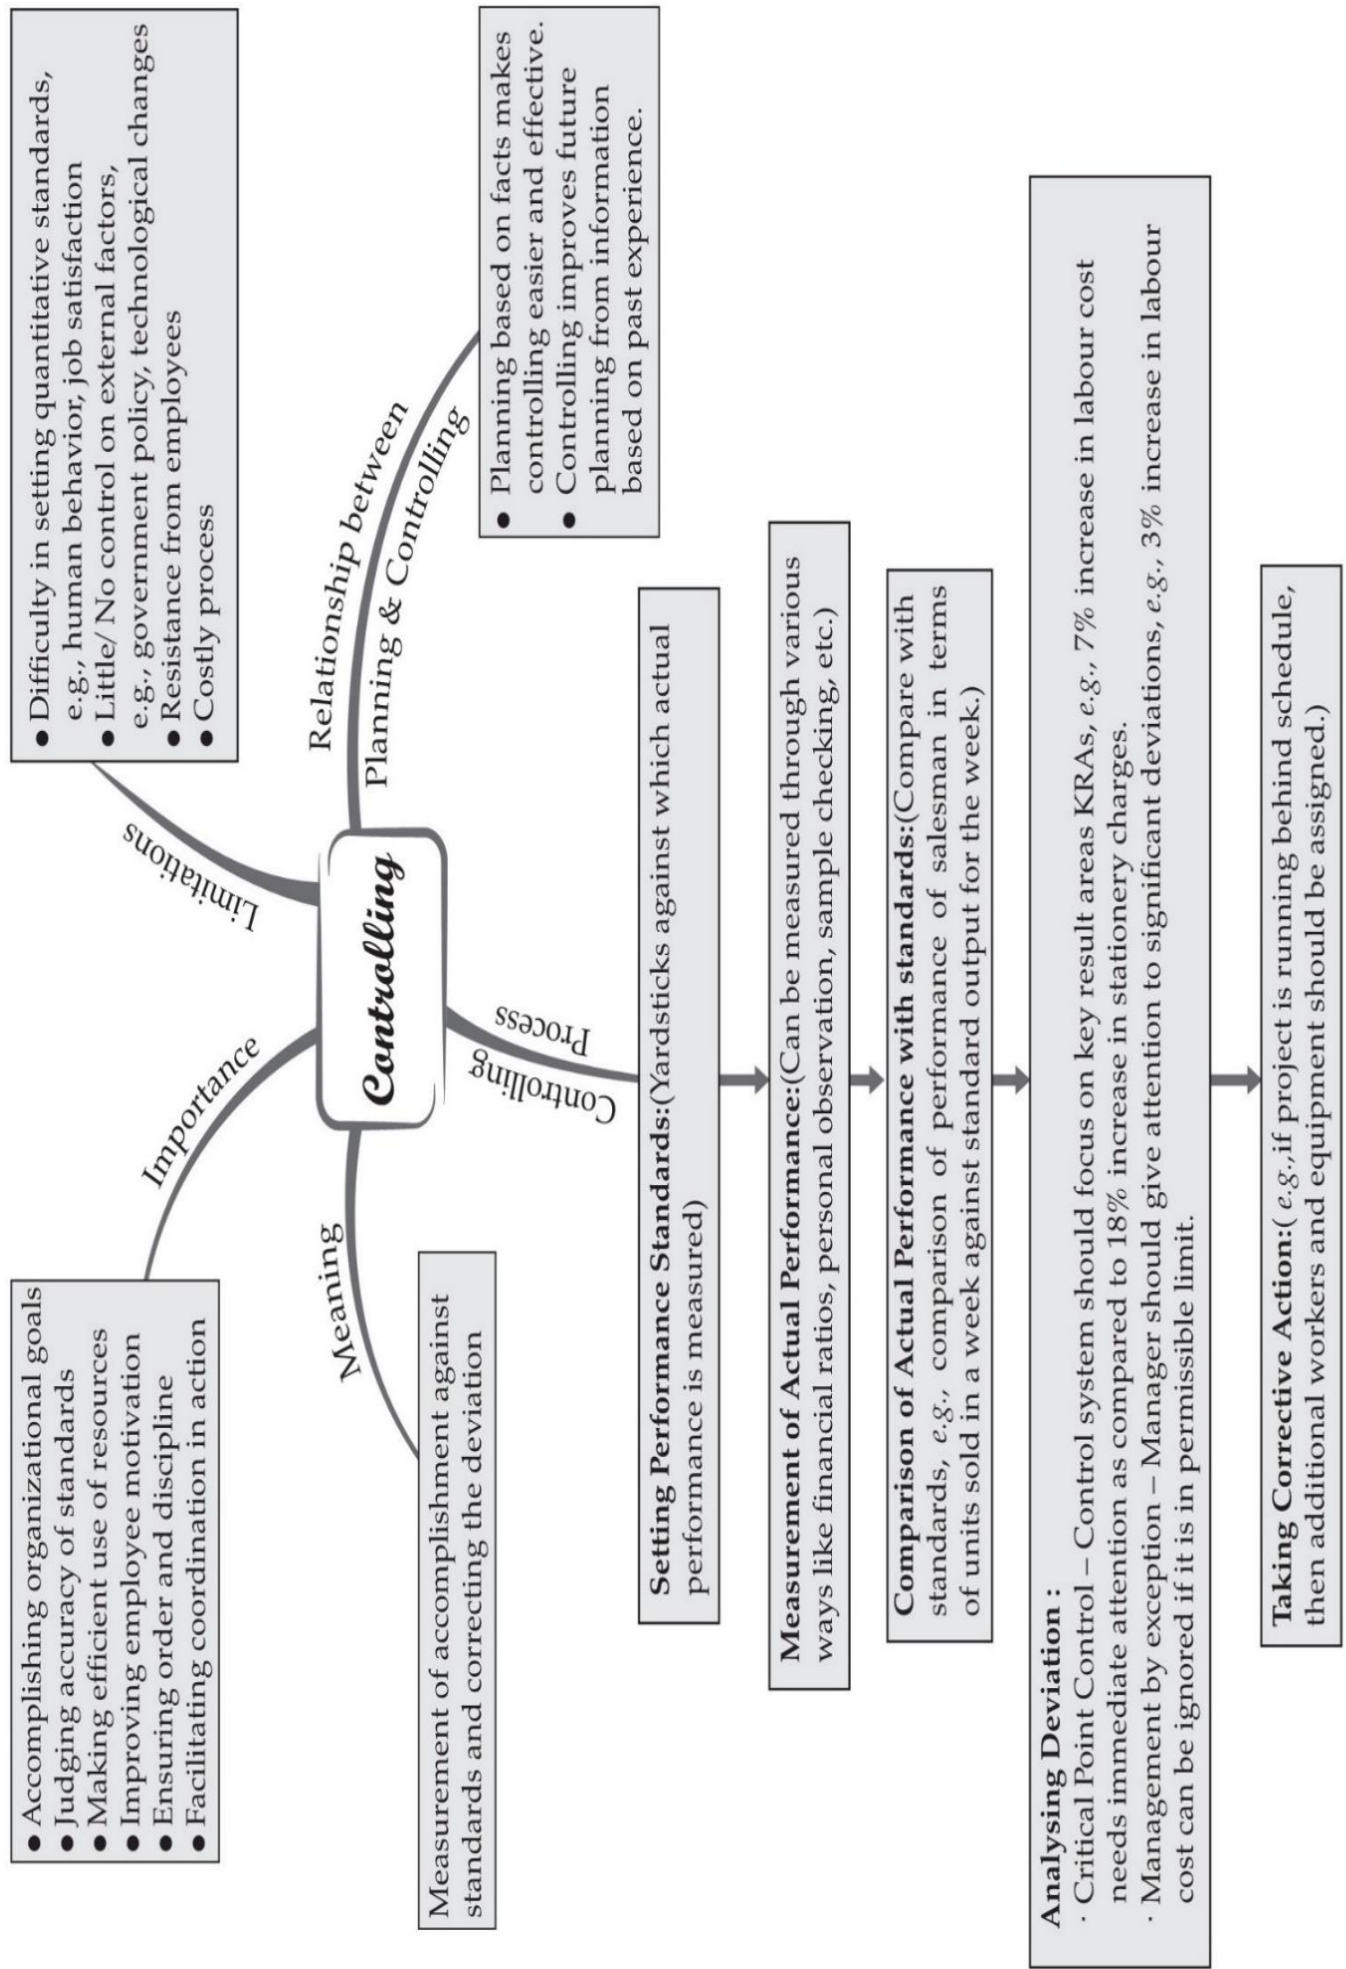 Controlling
Importance
● Accomplishing organizational goals
● Judging accuracy of standards
● Making efficient use of resources
● Improving employee motivation
● Ensuring order and discipline
● Facilitating coordination in action
Limitations
● Difficulty in setting quantitative standards,
e.g., human behavior, job satisfaction
● Little/ No control on external factors,
e.g., government policy, technological changes
● Resistance from employees
● Costly process
Meaning
Measurement of accomplishment against
standards and correcting the deviation
Relationship between
Planning & Controlling
● Planning based on facts makes
controlling easier and effective.
● Controlling improves future
planning from information
based on past experience.
Controlling
Process
Setting Performance Standards:(Yardsticks against which actual
performance is measured)
Measurement of Actual Performance:(Can be measured through various
ways like financial ratios, personal observation, sample checking, etc.)
Comparison of Actual Performance with standards:(Compare with
standards, e.g., comparison of performance of salesman in terms
of units sold in a week against standard output for the week.)
Analysing Deviation :
· Critical Point Control – Control system should focus on key result areas KRAs, e.g., 7% increase in labour cost
needs immediate attention as compared to 18% increase in stationery charges.
· Management by exception – Manager should give attention to significant deviations, e.g., 3% increase in labour
cost can be ignored if it is in permissible limit.
Taking Corrective Action:( e.g.,if project is running behind schedule,
then additional workers and equipment should be assigned.)